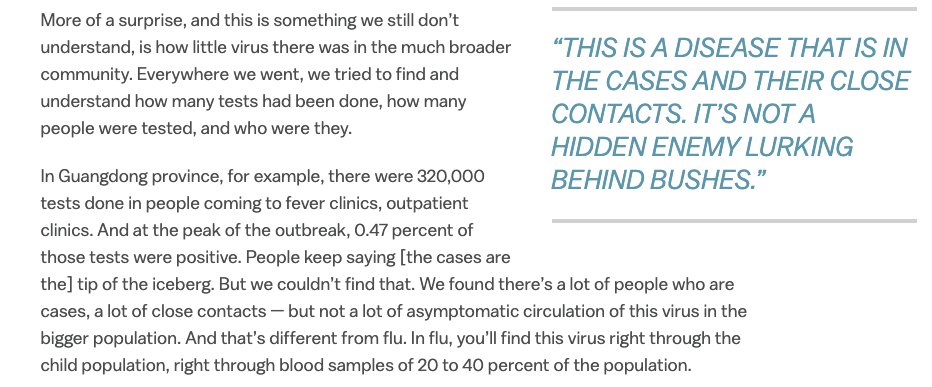 More of a surprise, and this is something we still don't
understand, is how little virus there was in the much broader
community. Everywhere we went, we tried to find and
understand how many tests had been done, how many
people were tested, and who were they.
In Guangdong province, for example, there were 320,000
tests done in people coming to fever clinics, outpatient
clinics. And at the peak of the outbreak, 0.47 percent of
those tests were positive. People keep saying [the cases are
the] tip of the iceberg. But we couldn't find that. We found there's a lot of people who are
cases, a lot of close contacts — but not a lot of asymptomatic circulation of this virus in the
bigger population. And that's different from flu. In flu, you'll find this virus right through the
child population, right through blood samples of 20 to 40 percent of the population.
“THIS IS A DISEASE THAT IS IN
THE CASES AND THEIR CLOSE
CONTACTS. IT’S NOT A
HIDDEN ENEMY LURKING
BEHIND BUSHES.”